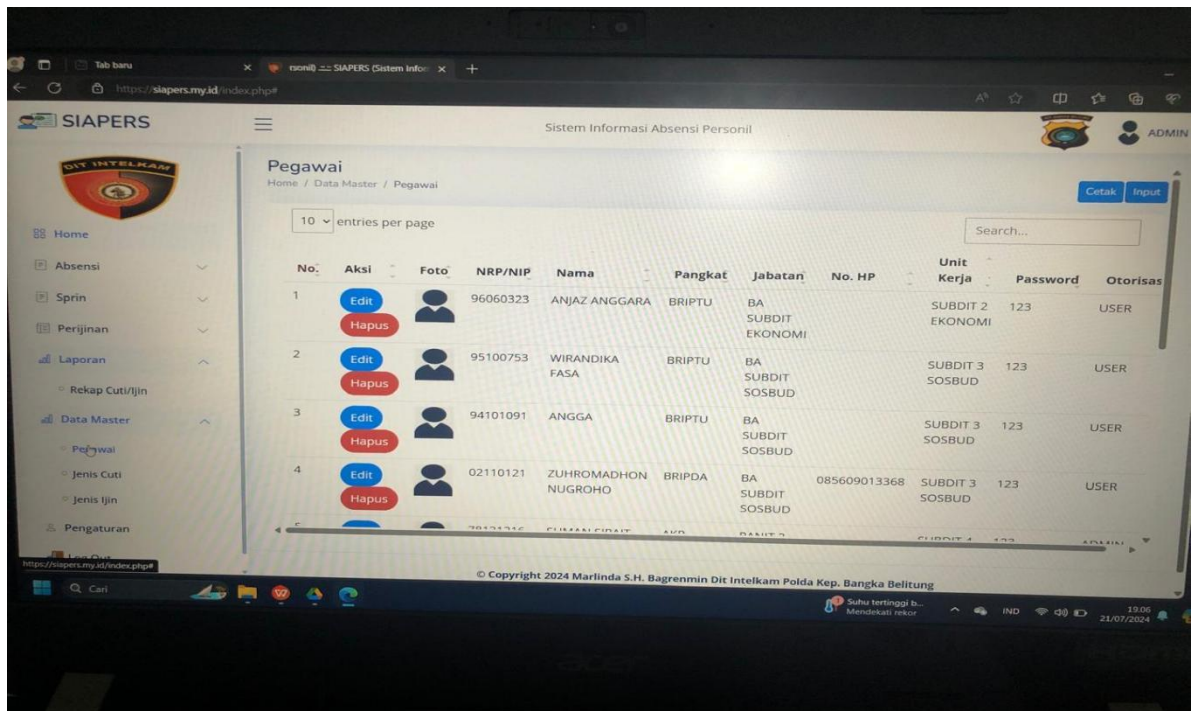 Tab baru
rsonil) -:- SIAPERS (Sistem Infor
https://siapers.my.id/index.php#
SIAPERS
Sistem Informasi Absensi Personil
ADMIN
DIT INTELKAM
Pegawai
Home / Data Master / Pegawai
Cetak Input
10 entries per page
Search...
Home
Absensi
Sprin
Perijinan
Laporan
Rekap Cuti/Ijin
Data Master
Pegawai
Jenis Cuti
Jenis Ijin
Pengaturan
Log Out
No. Aksi Foto NRP/NIP Nama Pangkat Jabatan No. HP Unit Kerja Password Otorisas
1 Edit Hapus 96060323 ANJAZ ANGGARA BRIPTU BA SUBDIT EKONOMI SUBDIT 2 EKONOMI 123 USER
2 Edit Hapus 95100753 WIRANDIKA FASA BRIPTU BA SUBDIT SOSBUD SUBDIT 3 SOSBUD 123 USER
3 Edit Hapus 94101091 ANGGA BRIPTU BA SUBDIT SOSBUD SUBDIT 3 SOSBUD 123 USER
4 Edit Hapus 02110121 ZUHROMADHON NUGROHO BRIPDA BA SUBDIT SOSBUD 085609013368 SUBDIT 3 SOSBUD 123 USER
© Copyright 2024 Marlinda S.H. Bagrenmin Dit Intelkam Polda Kep. Bangka Belitung
https://siapers.my.id/index.php#
Cari
Suhu tertinggi b...
Mendekati rekor
IND
19.06
21/07/2024
acer